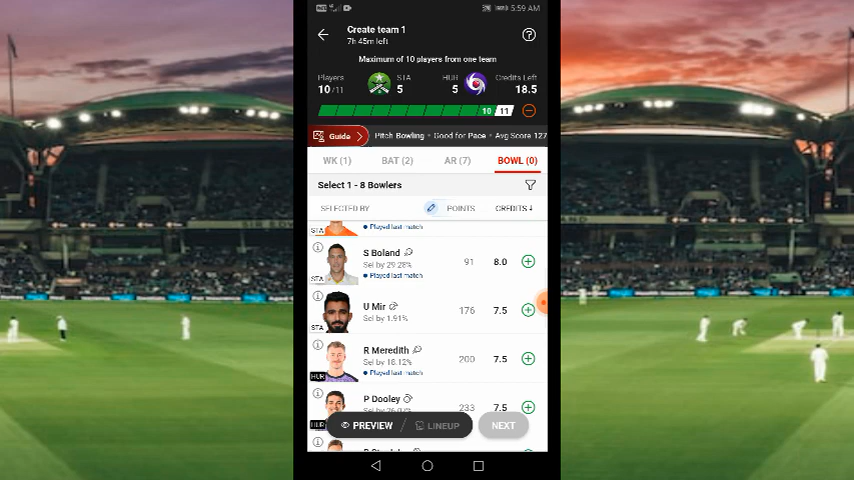 5:59 AM
Create team 1
7h 45m left
Maximum of 10 players from one team
Players STA HUR Credits Left
10/11 5 5 18.5
10 11
Guide Pitch Bowling • Good for Pace • Avg Score 127
WK (1) BAT (2) AR (7) BOWL (0)
Select 1 - 8 Bowlers
SELECTED BY POINTS CREDITS↓
STA • Played last match
S Boland 91 8.0
Sel by 29.28%
STA • Played last match
U Mir 176 7.5
Sel by 1.91%
STA
R Meredith 200 7.5
Sel by 18.12%
HUR • Played last match
P Dooley 233 7.5
HUR
PREVIEW LINEUP NEXT